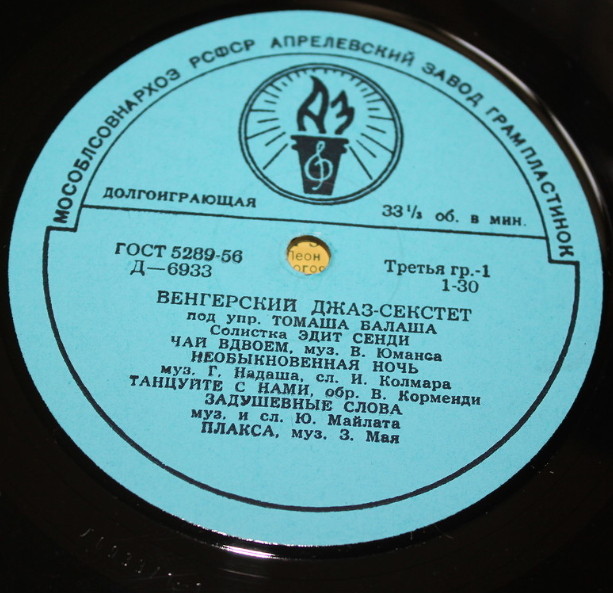 МОСОБЛСОВНАРХОЗ РСФСР АПРЕЛЕВСКИЙ ЗАВОД ГРАМПЛАСТИНОК
АЗ
ДОЛГОИГРАЮЩАЯ
33⅓ об. в мин.
ГОСТ 5289-56
Д—6933
Леон
Третья гр.-1
1-30
ВЕНГЕРСКИЙ ДЖАЗ-СЕКСТЕТ
под упр. ТОМАША БАЛАША
Солистка ЭДИТ СЕНДИ
ЧАЙ ВДВОЕМ, муз. В. Юманса
НЕОБЫКНОВЕННАЯ НОЧЬ
муз. Г. Надаша, сл. И. Колмара
ТАНЦУЙТЕ С НАМИ, обр. В. Корменди
ЗАДУШЕВНЫЕ СЛОВА
муз. и сл. Ю. Майлата
ПЛАКСА, муз. З. Мая